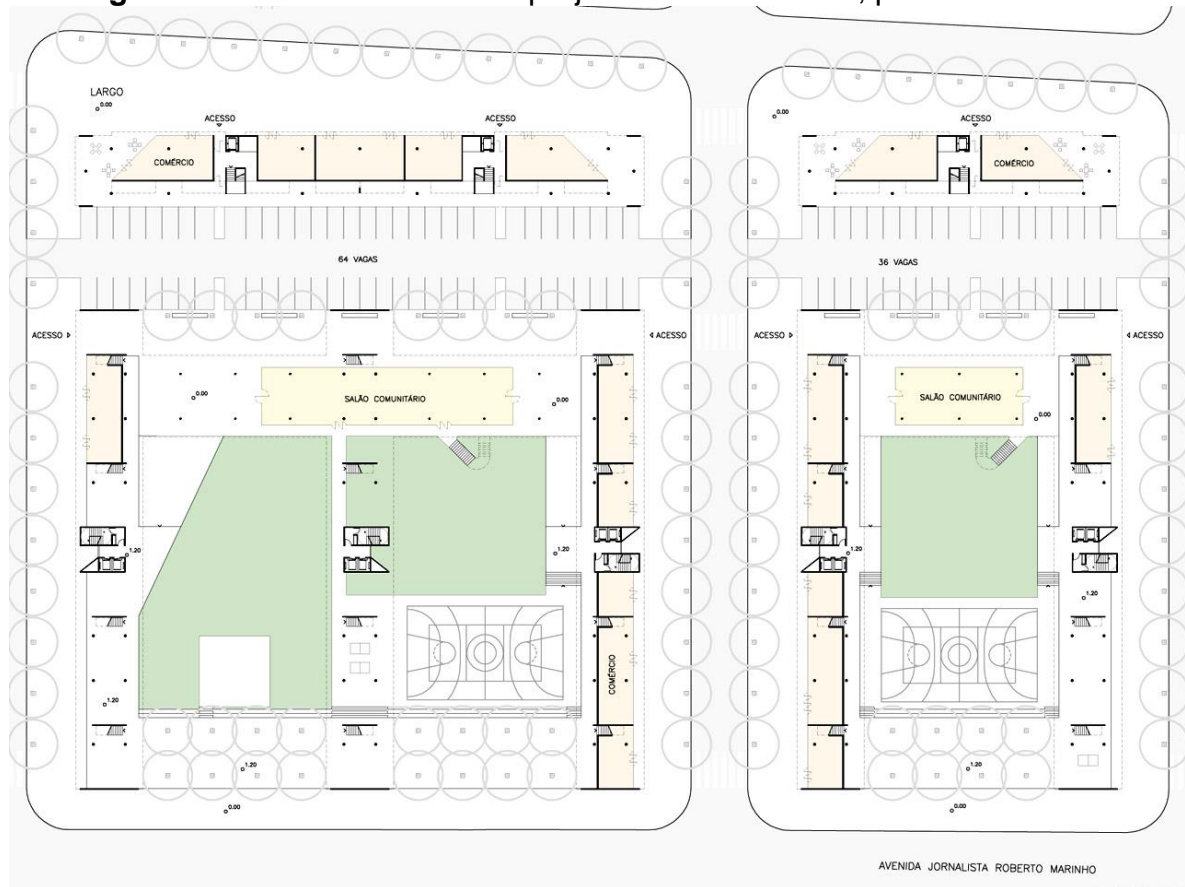 LARGO
0.00
0.00
ACESSO
ACESSO
ACESSO
COMÉRCIO
COMÉRCIO
64 VAGAS
36 VAGAS
ACESSO
ACESSO
ACESSO
ACESSO
0.00
SALÃO COMUNITÁRIO
0.00
SALÃO COMUNITÁRIO
0.00
1.20
1.20
1.20
1.20
COMÉRCIO
1.20
1.20
1.20
0.00
0.00
AVENIDA JORNALISTA ROBERTO MARINHO